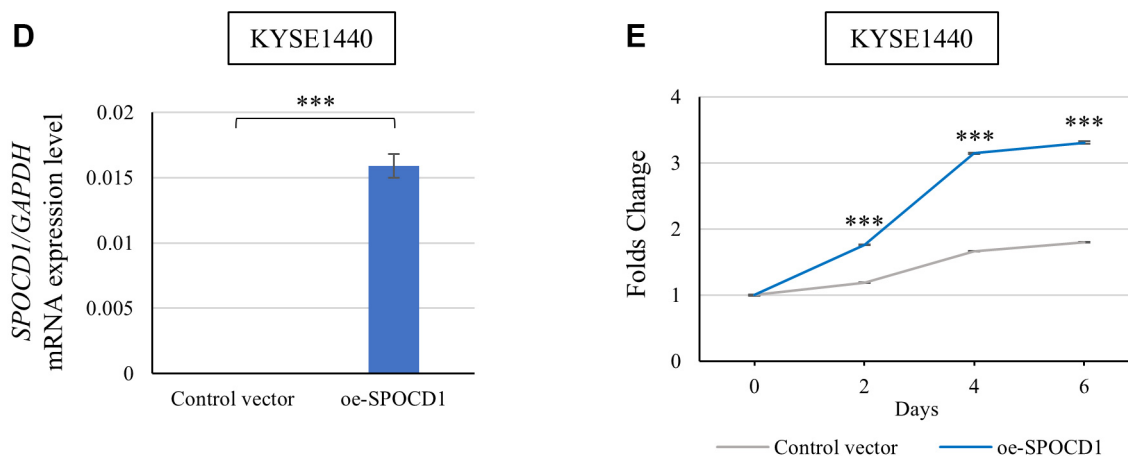 D
KYSE1440
SPOCD1/GAPDH
mRNA expression level
0.02
0.015
0.01
0.005
0
***
Control vector
oe-SPOCD1
E
KYSE1440
Folds Change
4
3
2
1
0
***
***
***
0
2
4
6
Days
Control vector
oe-SPOCD1